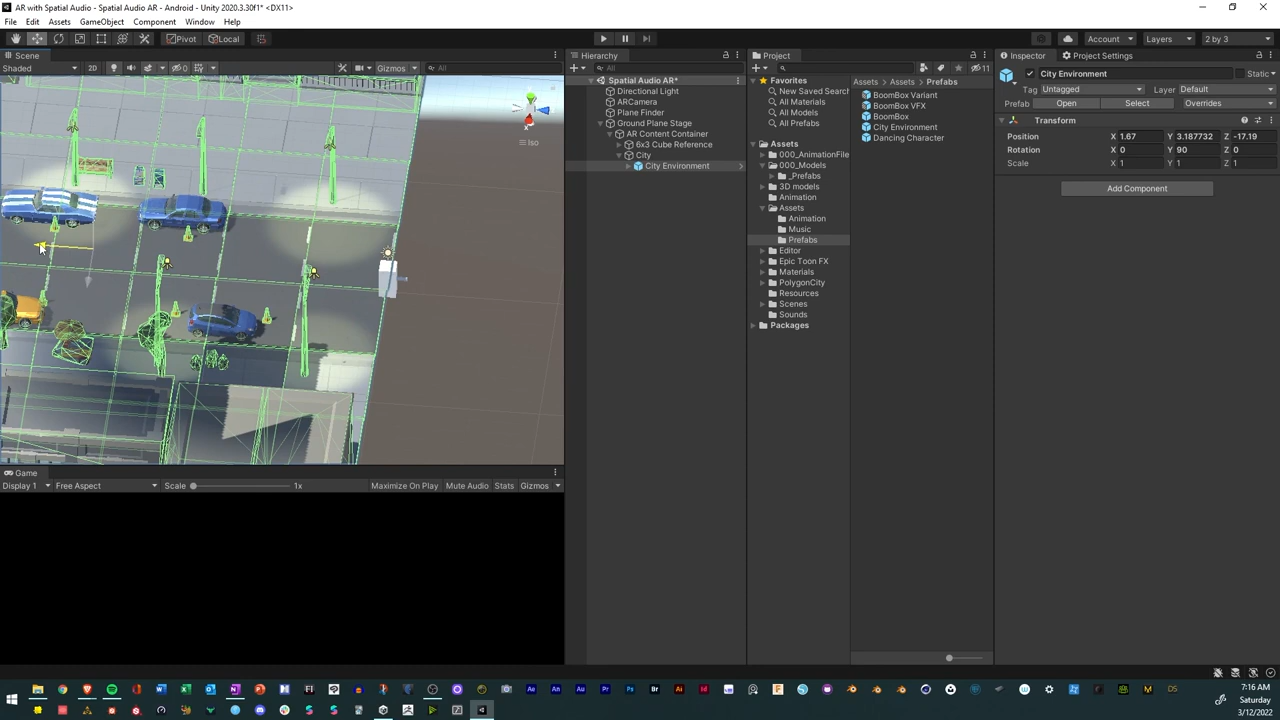 AR with Spatial Audio - Spatial Audio AR - Android - Unity 2020.3.30f1* <DX11>
File Edit Assets GameObject Component Window Help
Pivot Local Account Layers 2 by 3
Scene
Shaded 2D 0 Gizmos All
Iso
Game
Display 1 Free Aspect Scale 1x Maximize On Play Mute Audio Stats Gizmos
Hierarchy
All
Spatial Audio AR*
Directional Light
ARCamera
Plane Finder
Ground Plane Stage
AR Content Container
6x3 Cube Reference
City
City Environment
Project
11
Favorites
New Saved Searc
All Materials
All Models
All Prefabs
Assets
000_AnimationFile
000_Models
_Prefabs
3D models
Animation
Assets
Animation
Music
Prefabs
Editor
Epic Toon FX
Materials
PolygonCity
Resources
Scenes
Sounds
Packages
Assets > Assets > Prefabs
BoomBox Variant
BoomBox VFX
BoomBox
City Environment
Dancing Character
Inspector Project Settings
City Environment Static
Tag Untagged Layer Default
Prefab Open Select Overrides
Transform
Position X 1.67 Y 3.187732 Z -17.19
Rotation X 0 Y 90 Z 0
Scale X 1 Y 1 Z 1
Add Component
7:16 AM
Saturday
3/12/2022